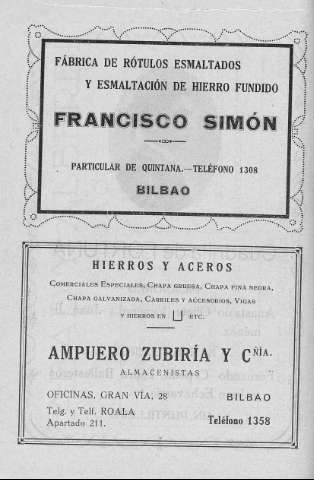 FÁBRICA DE RÓTULOS ESMALTADOS
Y ESMALTACIÓN DE HIERRO FUNDIDO
FRANCISCO SIMÓN
PARTICULAR DE QUINTANA.—TELÉFONO 1308
BILBAO
HIERROS Y ACEROS
COMERCIALES ESPECIALES, CHAPA GRUESA, CHAPA FINA NEGRA,
CHAPA GALVANIZADA, CARRILES Y ACCESORIOS, VIGAS
Y HIERROS EN ⊔ ETC.
AMPUERO ZUBIRÍA Y CÑÍA.
ALMACENISTAS
OFICINAS, GRAN VÍA, 28 BILBAO
Telg. y Telf. ROALA
Apartado 211. Teléfono 1358